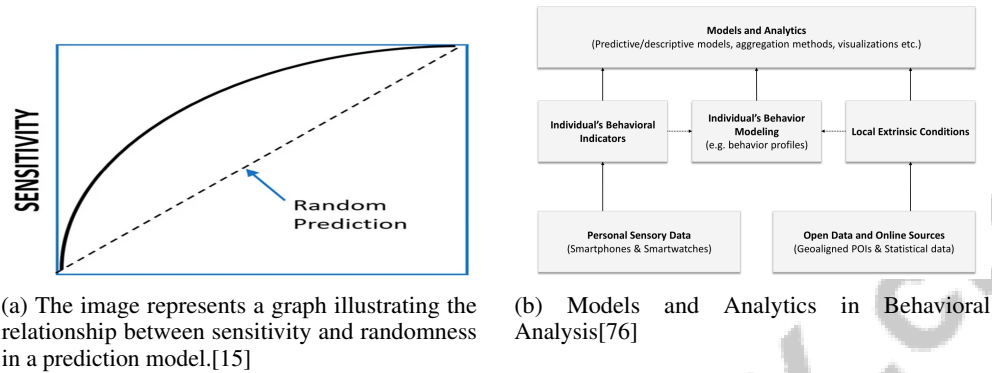 SENSITIVITY
Random
Prediction
(a) The image represents a graph illustrating the
relationship between sensitivity and randomness
in a prediction model.[15]
Models and Analytics
(Predictive/descriptive models, aggregation methods, visualizations etc.)
Individual's Behavioral
Indicators
Individual's Behavior
Modeling
(e.g. behavior profiles)
Local Extrinsic Conditions
Personal Sensory Data
(Smartphones & Smartwatches)
Open Data and Online Sources
(Geoaligned POIs & Statistical data)
(b) Models and Analytics in Behavioral
Analysis[76]